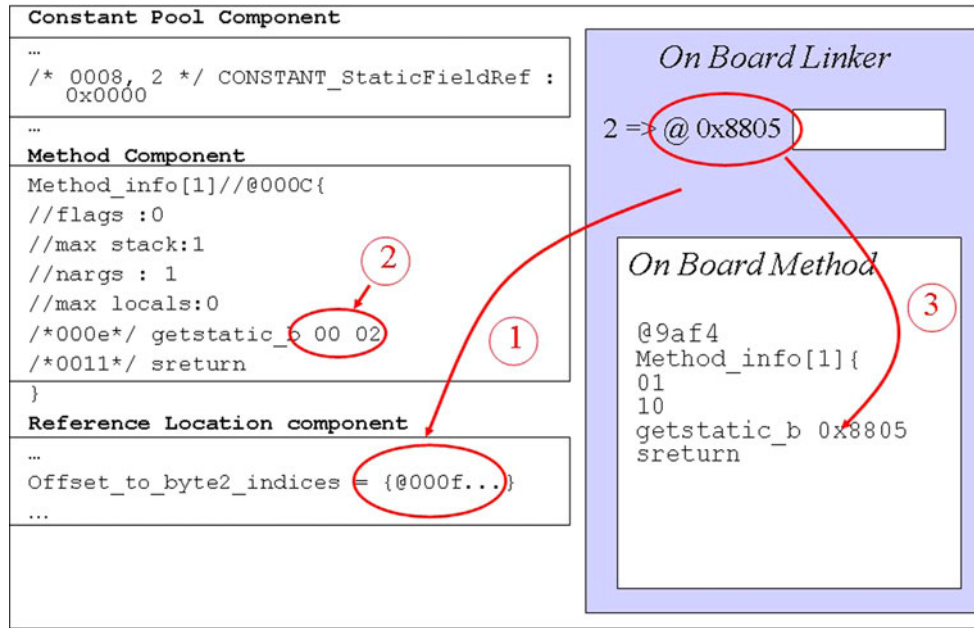 Constant Pool Component
…
/* 0008, 2 */ CONSTANT_StaticFieldRef :
0x0000
…
Method Component
Method_info[1]//@000C{
//flags :0
//max stack:1
//nargs : 1
//max locals:0
/*000e*/ getstatic_b 00 02
/*0011*/ sreturn
}
Reference Location component
…
Offset_to_byte2_indices = {@000f...}
...
On Board Linker
2 => @ 0x8805
On Board Method
@9af4
Method_info[1]{
01
10
getstatic_b 0x8805
sreturn
1
2
3